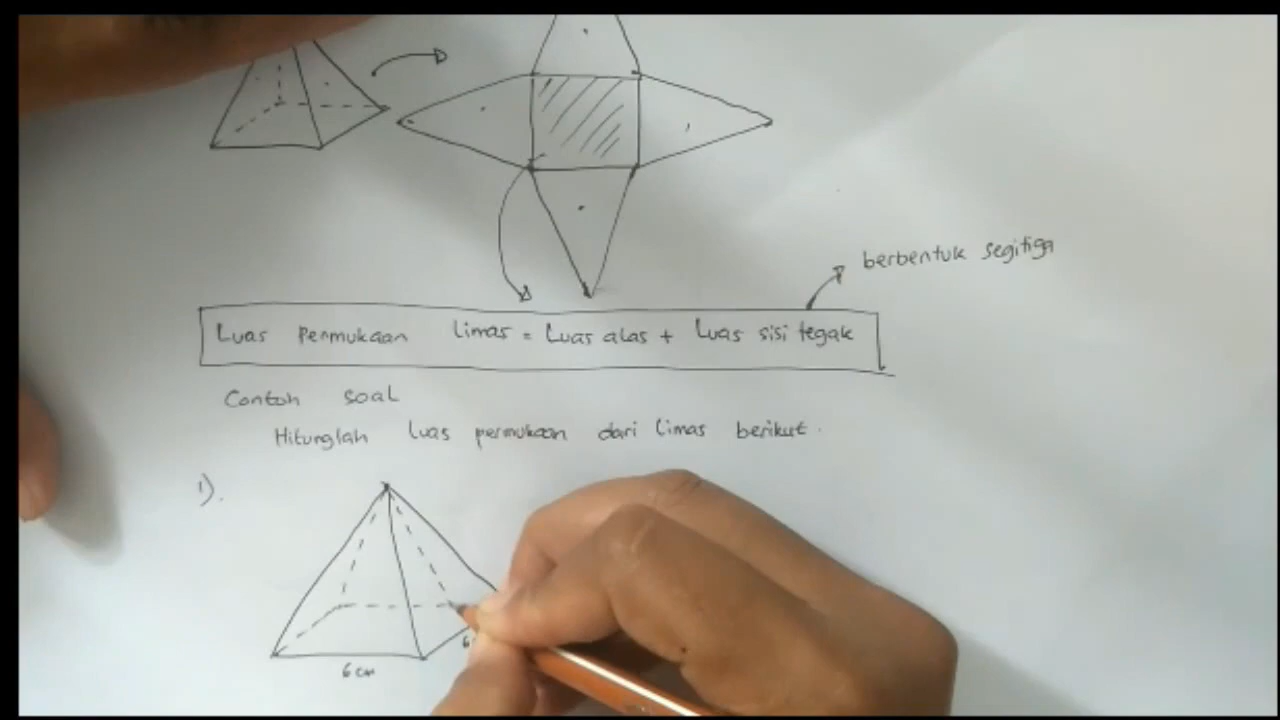 berbentuk segitiga
Luas Permukaan Limas = Luas alas + Luas sisi tegak
Contoh soal
Hitunglah luas permukaan dari limas berikut.
1).
6 cm